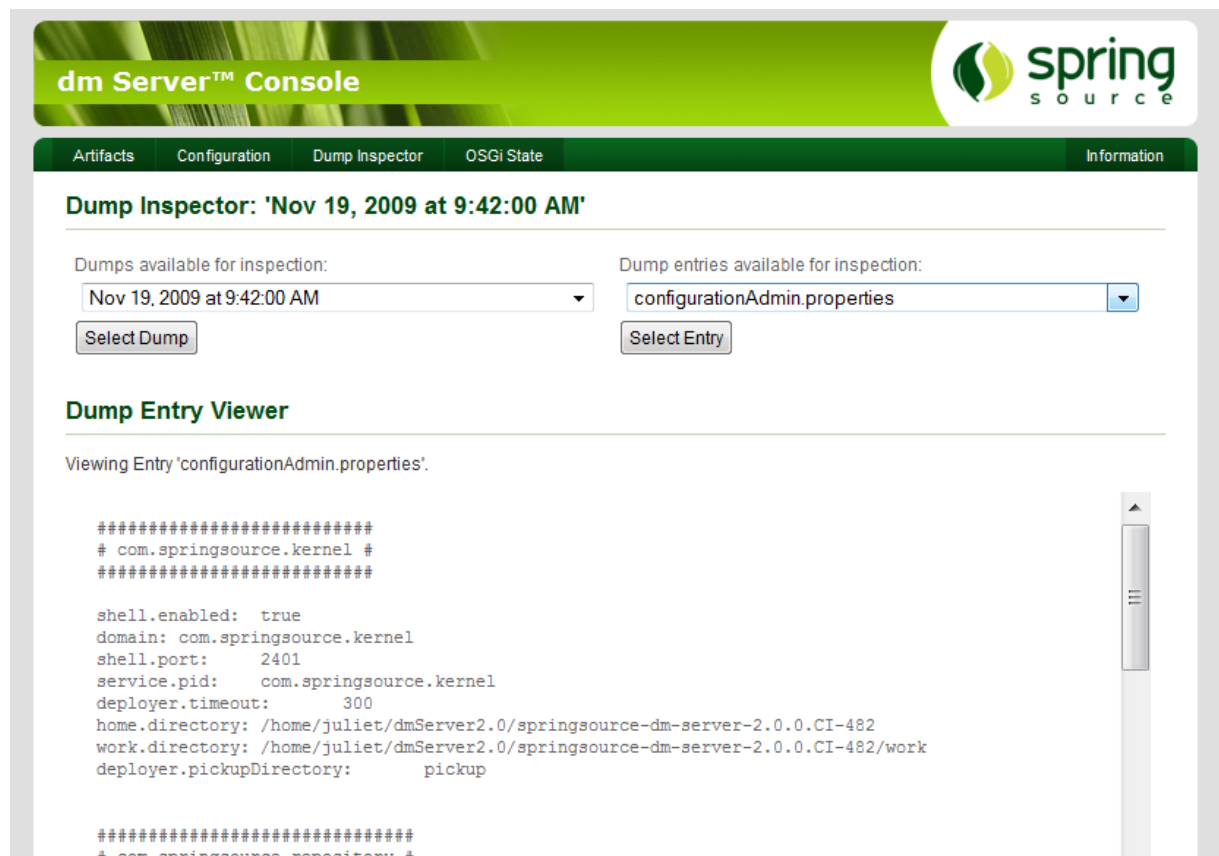 dm Server™ Console
spring
source
Artifacts Configuration Dump Inspector OSGi State Information
Dump Inspector: 'Nov 19, 2009 at 9:42:00 AM'
Dumps available for inspection: Dump entries available for inspection:
Nov 19, 2009 at 9:42:00 AM configurationAdmin.properties
Select Dump Select Entry
Dump Entry Viewer
Viewing Entry 'configurationAdmin.properties'.
###########################
# com.springsource.kernel #
###########################
shell.enabled: true
domain: com.springsource.kernel
shell.port: 2401
service.pid: com.springsource.kernel
deployer.timeout: 300
home.directory: /home/juliet/dmServer2.0/springsource-dm-server-2.0.0.CI-482
work.directory: /home/juliet/dmServer2.0/springsource-dm-server-2.0.0.CI-482/work
deployer.pickupDirectory: pickup
###############################
# com.springsource.repository #